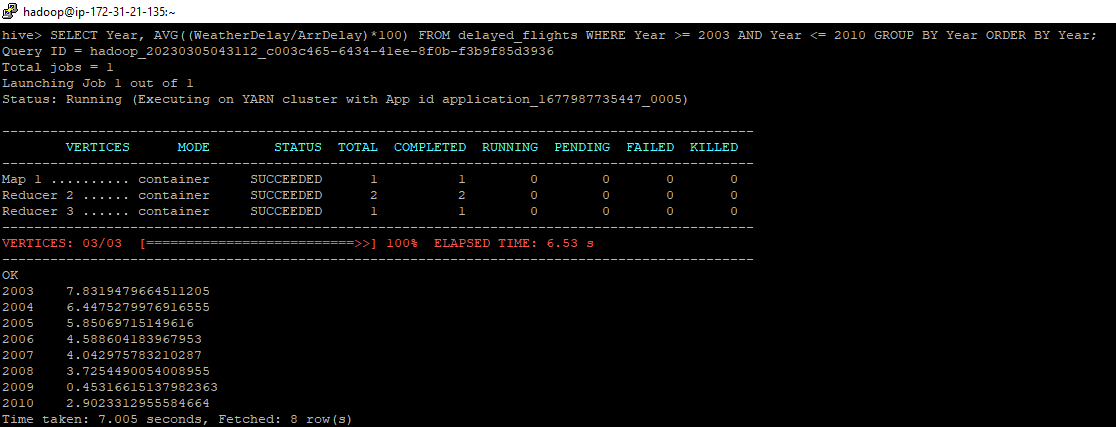 hadoop@ip-172-31-21-135:~
hive> SELECT Year, AVG((WeatherDelay/ArrDelay)*100) FROM delayed_flights WHERE Year >= 2003 AND Year <= 2010 GROUP BY Year ORDER BY Year;
Query ID = hadoop_20230305043112_c003c465-6434-41ee-8f0b-f3b9f85d3936
Total jobs = 1
Launching Job 1 out of 1
Status: Running (Executing on YARN cluster with App id application_1677987735447_0005)
----------------------------------------------------------------------------------------------
VERTICES MODE STATUS TOTAL COMPLETED RUNNING PENDING FAILED KILLED
----------------------------------------------------------------------------------------------
Map 1 .......... container SUCCEEDED 1 1 0 0 0 0
Reducer 2 ...... container SUCCEEDED 2 2 0 0 0 0
Reducer 3 ...... container SUCCEEDED 1 1 0 0 0 0
----------------------------------------------------------------------------------------------
VERTICES: 03/03 [==========================>>] 100% ELAPSED TIME: 6.53 s
----------------------------------------------------------------------------------------------
OK
2003 7.8319479664511205
2004 6.4475279976916555
2005 5.85069715149616
2006 4.588604183967953
2007 4.042975783210287
2008 3.7254490054008955
2009 0.45316615137982363
2010 2.9023312955584664
Time taken: 7.005 seconds, Fetched: 8 row(s)